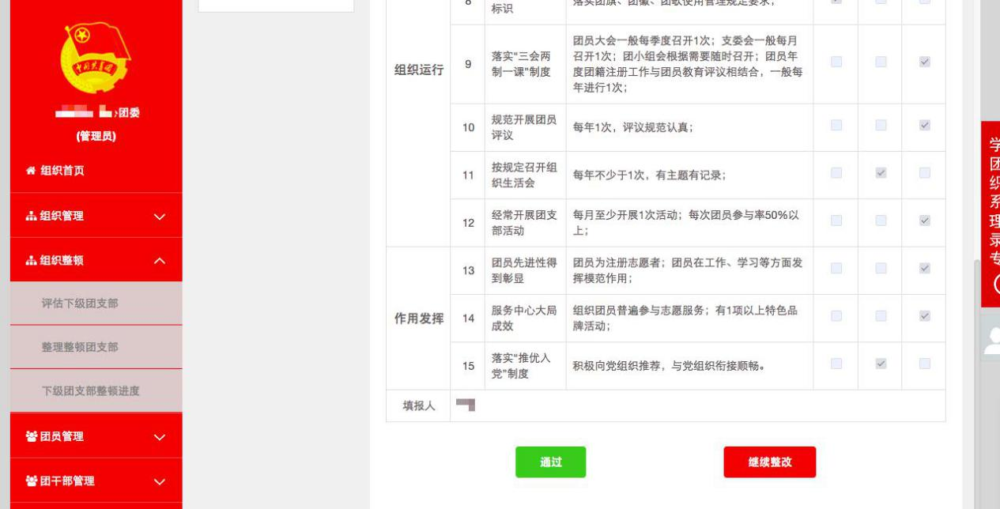 中国共青团
团委
(管理员)
组织首页
组织管理
组织整顿
评估下级团支部
整理整顿团支部
下级团支部整顿进度
团员管理
团干部管理
8
标识
落实团旗、团徽、团歌使用管理规定要求;
组织运行
9
落实“三会两
制一课”制度
团员大会一般每季度召开1次; 支委会一般每月
召开1次; 团小组会根据需要随时召开; 团员年
度团籍注册工作与团员教育评议相结合, 一般每
年进行1次;
10
规范开展团员
评议
每年1次, 评议规范认真;
11
按规定召开组
织生活会
每年不少于1次, 有主题有记录;
12
经常开展团支
部活动
每月至少开展1次活动; 每次团员参与率50%以
上;
作用发挥
13
团员先进性得
到彰显
团员为注册志愿者; 团员在工作、学习等方面发
挥模范作用;
14
服务中心大局
成效
组织团员普遍参与志愿服务; 有1项以上特色品
牌活动;
15
落实“推优入
党”制度
积极向党组织推荐, 与党组织衔接顺畅。
填报人
通过
继续整改
学
团
织
系
理
录
专